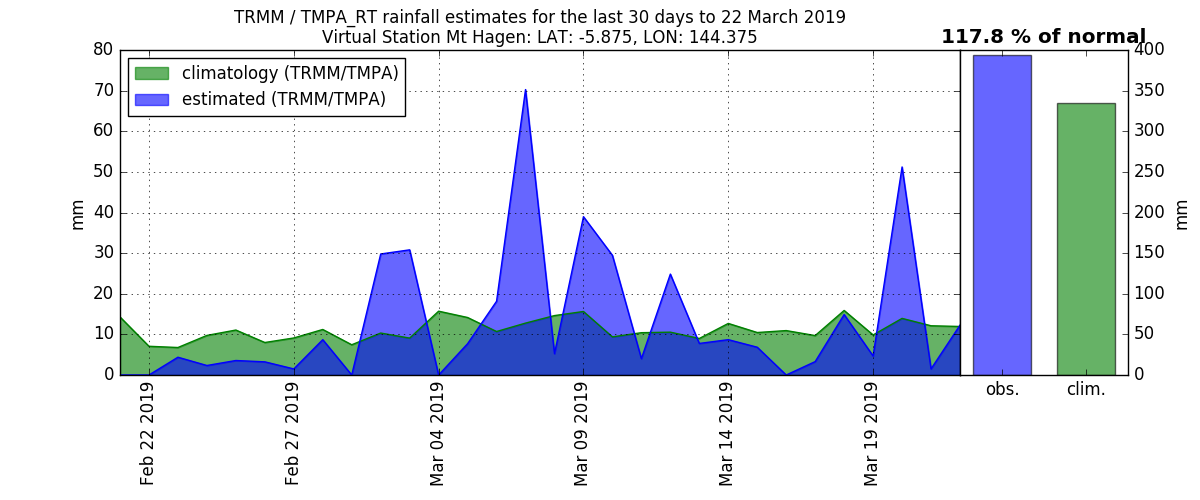 TRMM / TMPA_RT rainfall estimates for the last 30 days to 22 March 2019
Virtual Station Mt Hagen: LAT: -5.875, LON: 144.375
117.8 % of normal
climatology (TRMM/TMPA)
estimated (TRMM/TMPA)
80
70
60
50
40
30
20
10
0
mm
Feb 22 2019
Feb 27 2019
Mar 04 2019
Mar 09 2019
Mar 14 2019
Mar 19 2019
obs.
clim.
400
350
300
250
200
150
100
50
0
mm